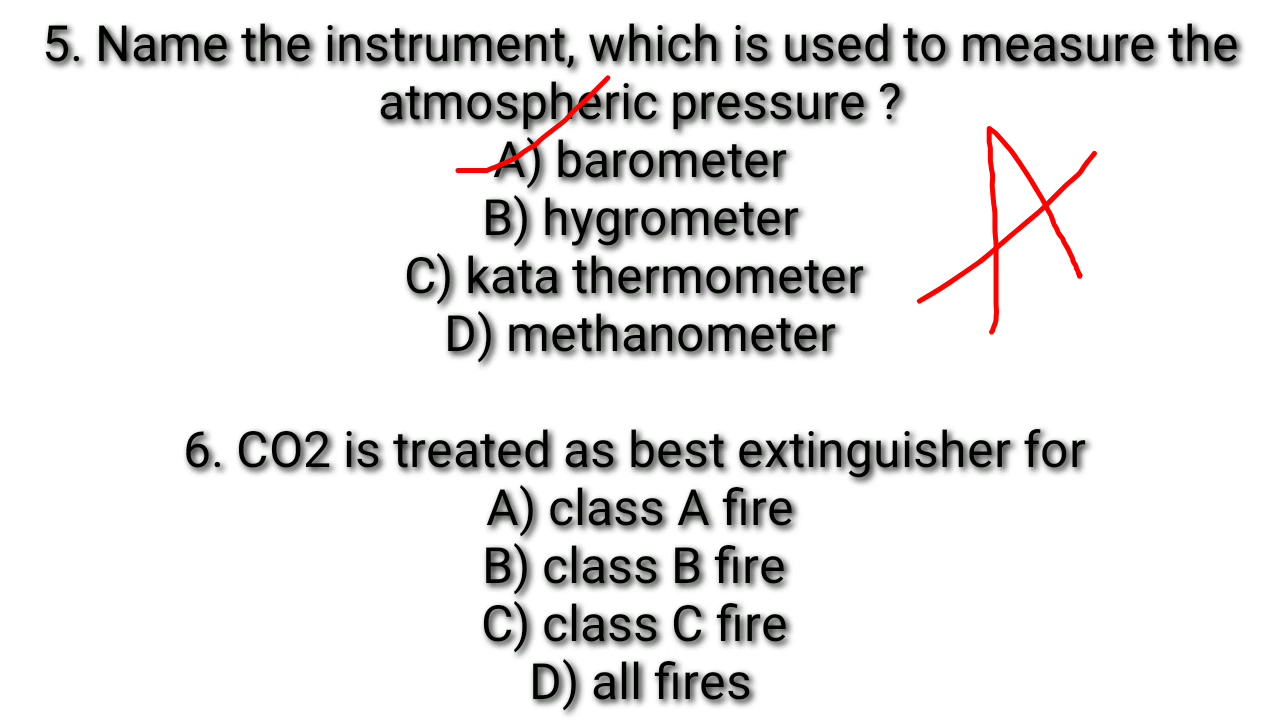 5. Name the instrument, which is used to measure the
atmospheric pressure ?
A) barometer
B) hygrometer
C) kata thermometer
D) methanometer
A
6. CO2 is treated as best extinguisher for
A) class A fire
B) class B fire
C) class C fire
D) all fires